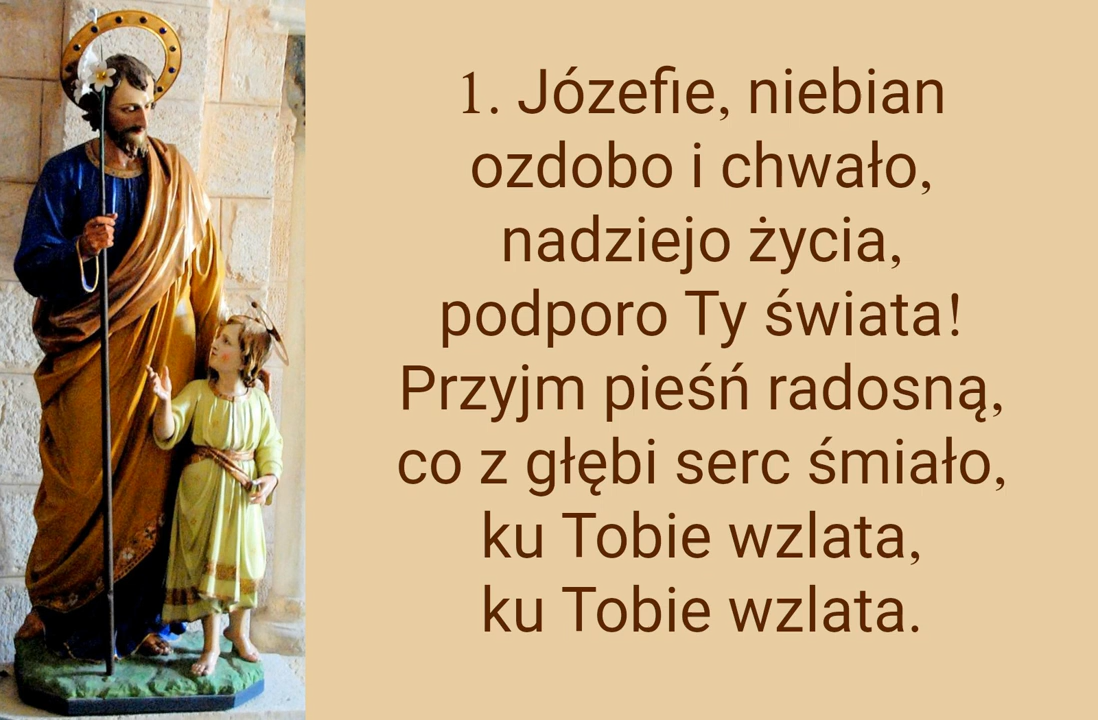 1. Józefie, niebian
ozdobo i chwało,
nadziejo życia,
podporo Ty świata!
Przyjm pieśń radosną,
co z głębi serc śmiało,
ku Tobie wzlata,
ku Tobie wzlata.